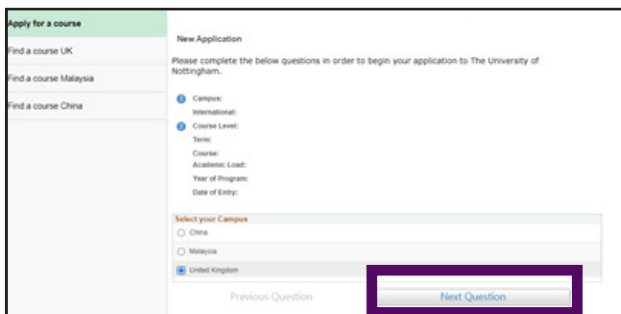 Apply for a course
Find a course UK
Find a course Malaysia
Find a course China
New Application
Please complete the below questions in order to begin your application to The University of
Nottingham.
Campus:
International:
Course Level:
Term:
Course:
Academic Load:
Year of Program:
Date of Entry:
Select your Campus
China
Malaysia
United Kingdom
Previous Question
Next Question